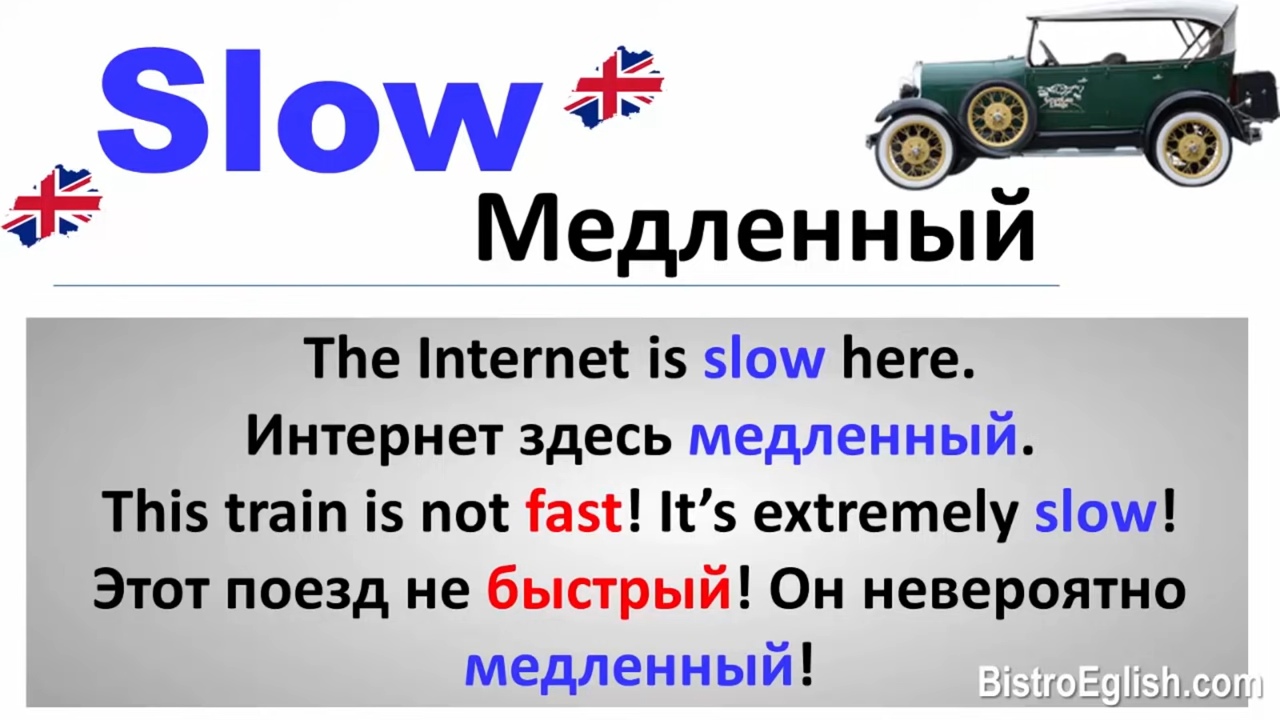 Slow
Медленный
The Internet is slow here.
Интернет здесь медленный.
This train is not fast! It’s extremely slow!
Этот поезд не быстрый! Он невероятно
медленный!
BistroEglish.com